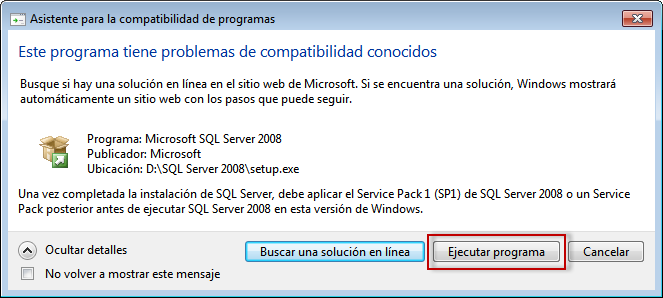 Asistente para la compatibilidad de programas
Este programa tiene problemas de compatibilidad conocidos
Busque si hay una solución en línea en el sitio web de Microsoft. Si se encuentra una solución, Windows mostrará
automáticamente un sitio web con los pasos que puede seguir.
Programa: Microsoft SQL Server 2008
Publicador: Microsoft
Ubicación: D:\SQL Server 2008\setup.exe
Una vez completada la instalación de SQL Server, debe aplicar el Service Pack 1 (SP1) de SQL Server 2008 o un Service
Pack posterior antes de ejecutar SQL Server 2008 en esta versión de Windows.
Ocultar detalles
Buscar una solución en línea
Ejecutar programa
Cancelar
No volver a mostrar este mensaje